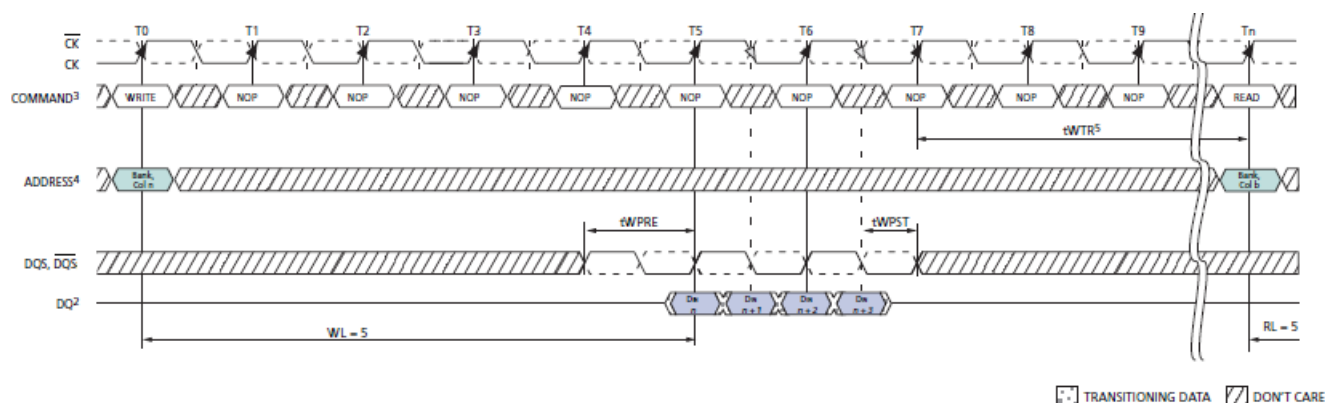 T0 T1 T2 T3 T4 T5 T6 T7 T8 T9 Tn
CK
CK
COMMAND3 WRITE NOP NOP NOP NOP NOP NOP NOP NOP NOP READ
tWTR5
ADDRESS4 Bank, Col n Bank, Col b
tWPRE tWPST
DQS, DQS
DQ2 Din n Din n + 1 Din n + 2 Din n + 3
WL = 5 RL = 5
TRANSITIONING DATA DON'T CARE